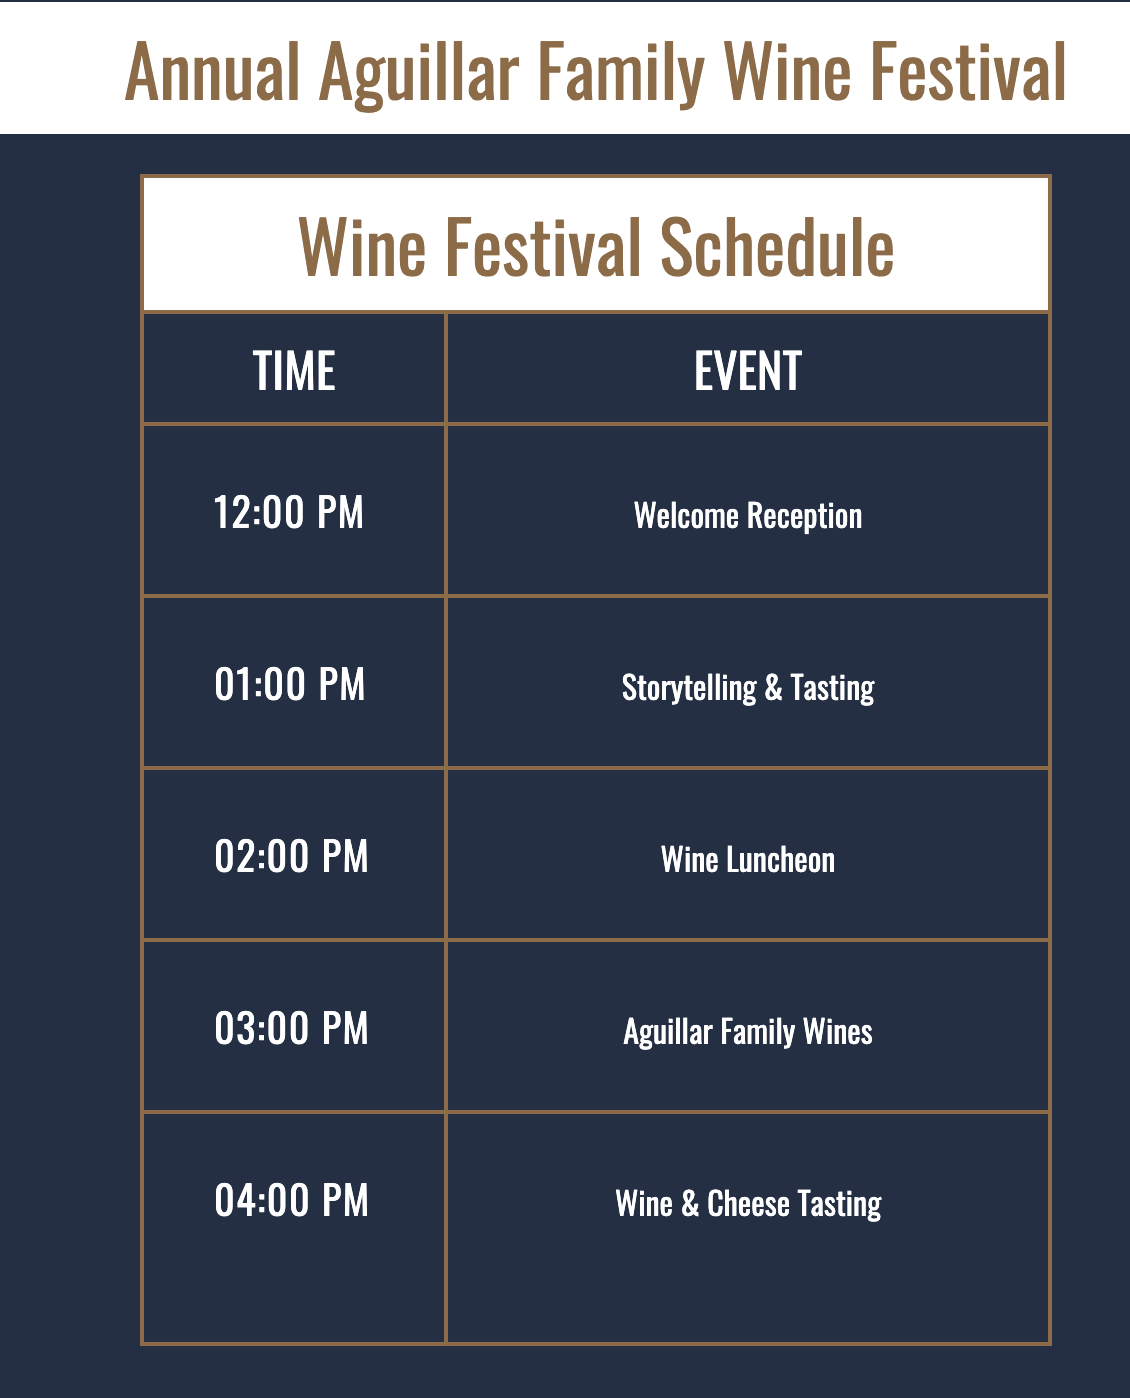 Annual Aguillar Family Wine Festival
Wine Festival Schedule
TIME EVENT
12:00 PM Welcome Reception
01:00 PM Storytelling & Tasting
02:00 PM Wine Luncheon
03:00 PM Aguillar Family Wines
04:00 PM Wine & Cheese Tasting